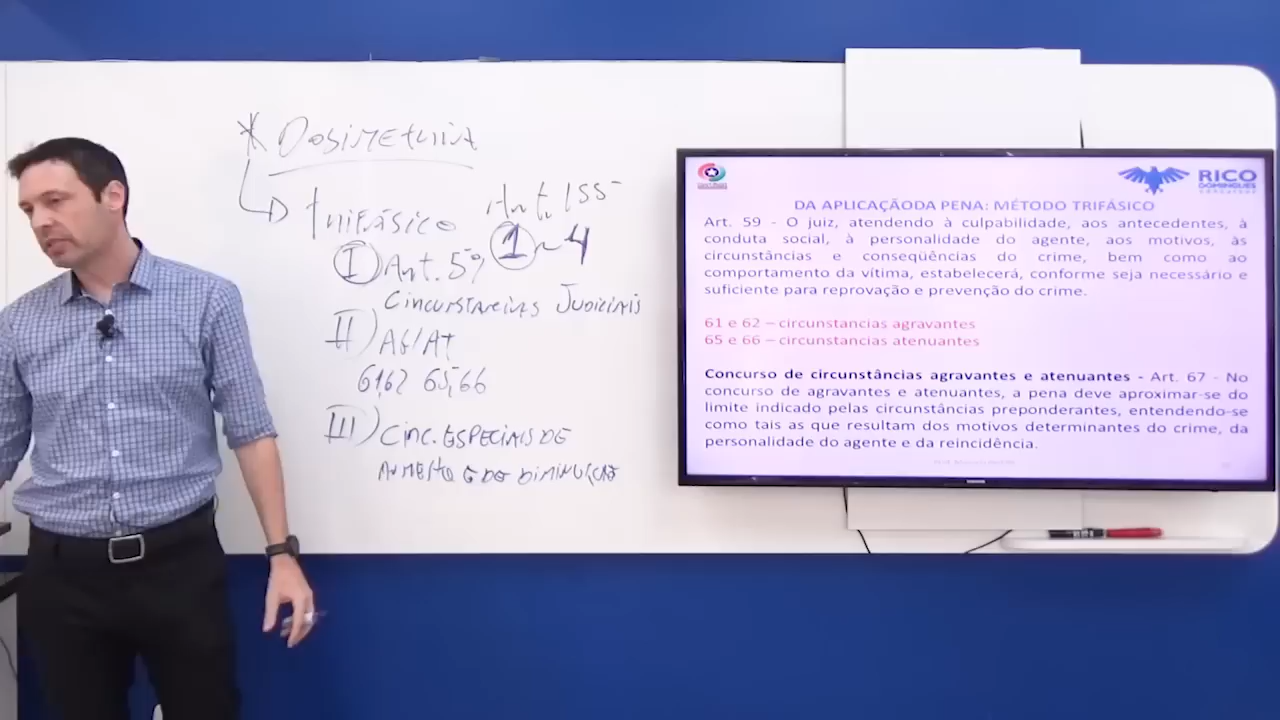 * Dosimetria
trifásico
Art. 155
I Art. 59
1 ~ 4
Circunstancias Judiciais
II) AG/AT
61,62 65,66
III) Circ. ESPECIAIS DE
AUMENTO E DE DIMINUIÇÃO
RICO
DOMINGUES
CONCURSOS
DA APLICAÇÃODA PENA: MÉTODO TRIFÁSICO
Art. 59 - O juiz, atendendo à culpabilidade, aos antecedentes, à
conduta social, à personalidade do agente, aos motivos, às
circunstâncias e conseqüências do crime, bem como ao
comportamento da vítima, estabelecerá, conforme seja necessário e
suficiente para reprovação e prevenção do crime.
61 e 62 – circunstancias agravantes
65 e 66 – circunstancias atenuantes
Concurso de circunstâncias agravantes e atenuantes - Art. 67 - No
concurso de agravantes e atenuantes, a pena deve aproximar-se do
limite indicado pelas circunstâncias preponderantes, entendendo-se
como tais as que resultam dos motivos determinantes do crime, da
personalidade do agente e da reincidência.